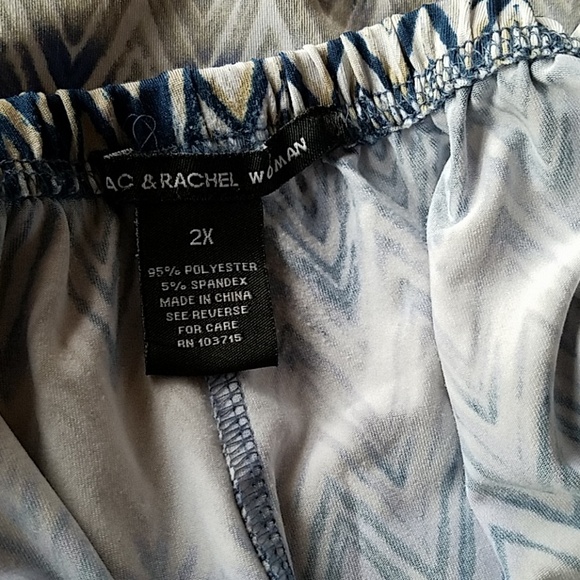 AC & RACHEL WOMAN
2X
95% POLYESTER
5% SPANDEX
MADE IN CHINA
SEE REVERSE
FOR CARE
RN 103715